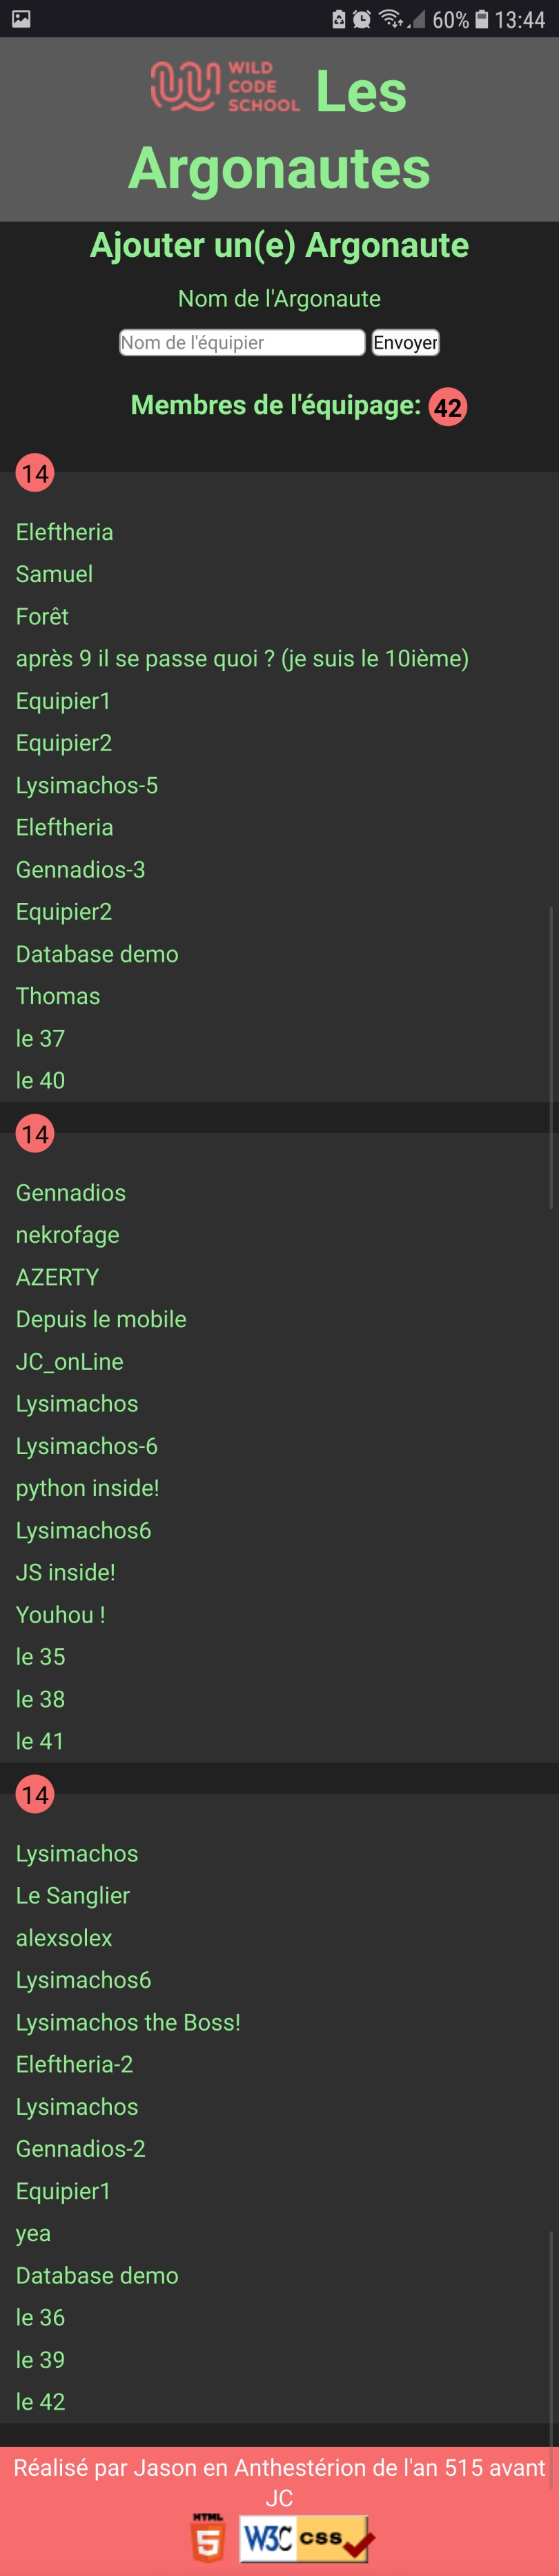 60% 13:44
WILD
CODE
SCHOOL
Les
Argonautes
Ajouter un(e) Argonaute
Nom de l'Argonaute
Nom de l'équipier Envoyer
Membres de l'équipage: 42
14
Eleftheria
Samuel
Forêt
après 9 il se passe quoi ? (je suis le 10ième)
Equipier1
Equipier2
Lysimachos-5
Eleftheria
Gennadios-3
Equipier2
Database demo
Thomas
le 37
le 40
14
Gennadios
nekrofage
AZERTY
Depuis le mobile
JC_onLine
Lysimachos
Lysimachos-6
python inside!
Lysimachos6
JS inside!
Youhou !
le 35
le 38
le 41
14
Lysimachos
Le Sanglier
alexsolex
Lysimachos6
Lysimachos the Boss!
Eleftheria-2
Lysimachos
Gennadios-2
Equipier1
yea
Database demo
le 36
le 39
le 42
Réalisé par Jason en Anthestérion de l'an 515 avant
JC
HTML
5 W3C css